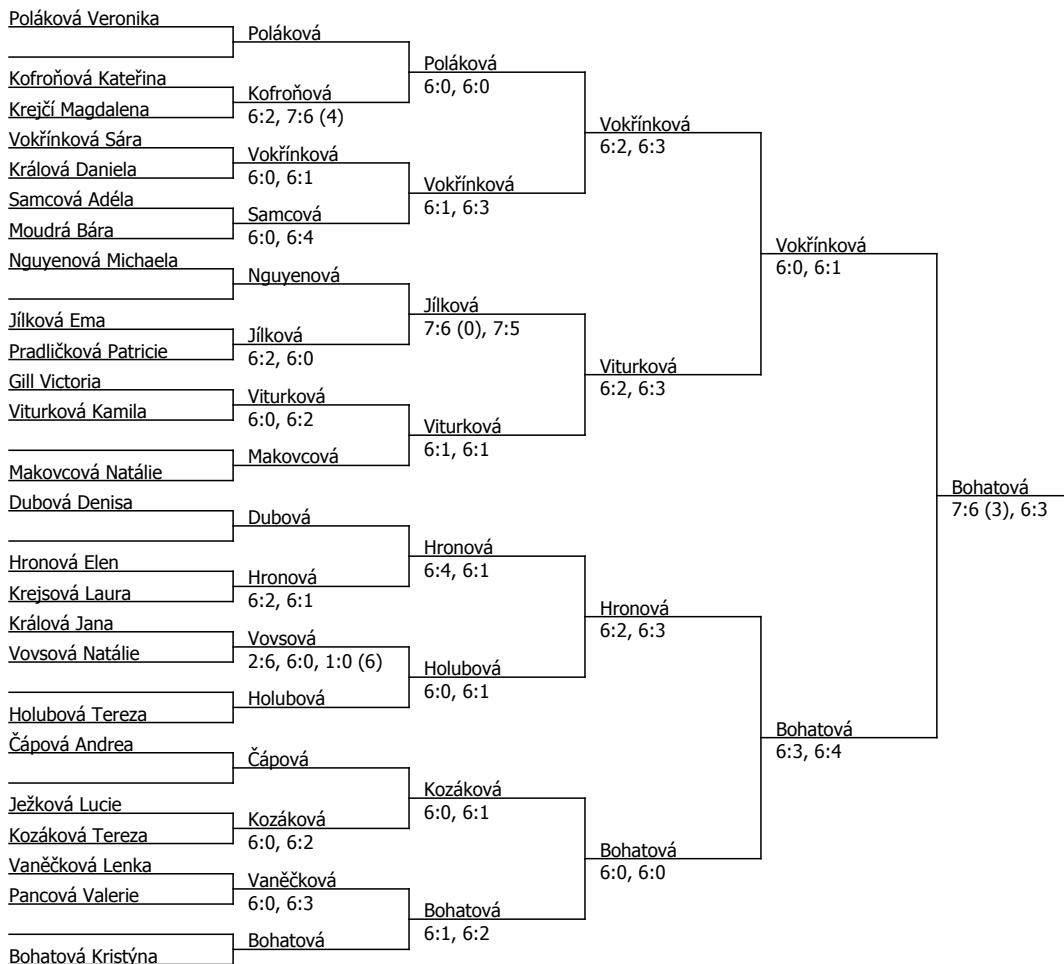 Poláková Veronika
Kofroňová Kateřina
Krejčí Magdalena
Vokřínková Sára
Králová Daniela
Samcová Adéla
Moudrá Bára
Nguyenová Michaela
Jílková Ema
Pradličková Patricie
Gill Victoria
Viturková Kamila
Makovcová Natálie
Dubová Denisa
Hronová Elen
Krejsová Laura
Králová Jana
Vovsová Natálie
Holubová Tereza
Čápová Andrea
Ježková Lucie
Kozáková Tereza
Vaněčková Lenka
Pancová Valerie
Bohatová Kristýna
Poláková
Kofroňová
6:2, 7:6 (4)
Vokřínková
6:0, 6:1
Samcová
6:0, 6:4
Nguyenová
Jílková
6:2, 6:0
Viturková
6:0, 6:2
Makovcová
Dubová
Hronová
6:2, 6:1
Vovsová
2:6, 6:0, 1:0 (6)
Holubová
Čápová
Kozáková
6:0, 6:2
Vaněčková
6:0, 6:3
Bohatová
Poláková
6:0, 6:0
Vokřínková
6:1, 6:3
Jílková
7:6 (0), 7:5
Viturková
6:1, 6:1
Hronová
6:4, 6:1
Holubová
6:0, 6:1
Kozáková
6:0, 6:1
Bohatová
6:1, 6:2
Vokřínková
6:2, 6:3
Viturková
6:2, 6:3
Hronová
6:2, 6:3
Bohatová
6:0, 6:0
Vokřínková
6:0, 6:1
Bohatová
6:3, 6:4
Bohatová
7:6 (3), 6:3